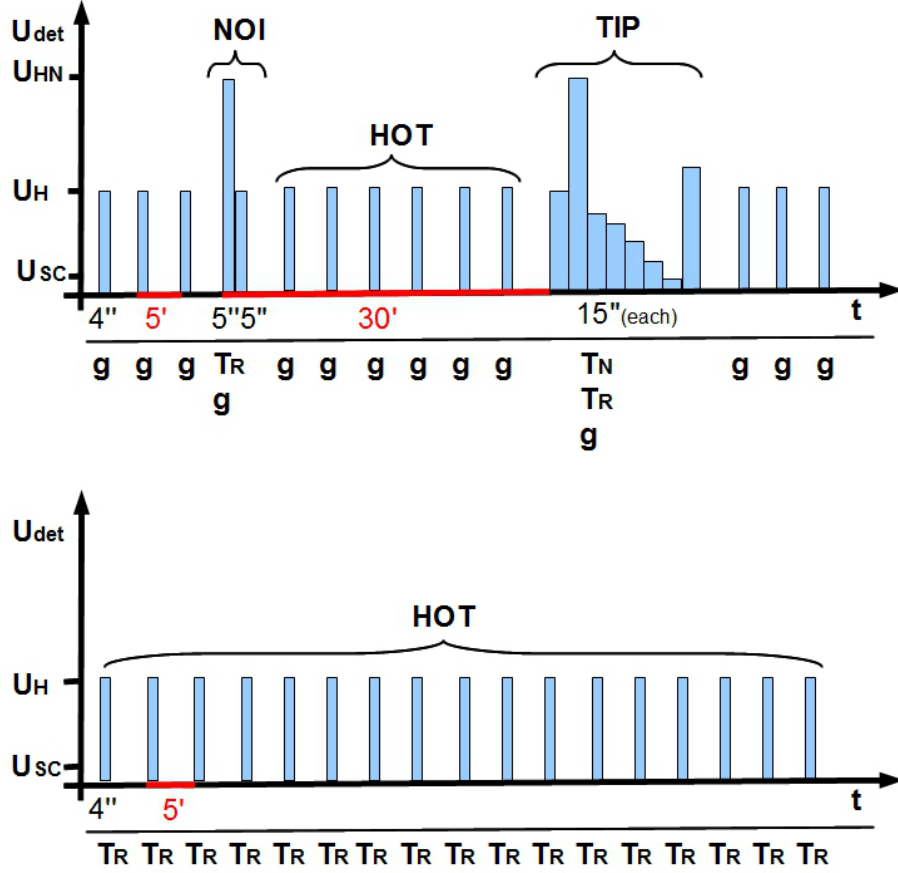 Udet
NOI
TIP
UHN
HOT
UH
USC
4" 5' 5"5" 30' 15"(each) t
g g g TR g g g g g g TN g g g
g TR
g
Udet
HOT
UH
USC
4" 5' t
TR TR TR TR TR TR TR TR TR TR TR TR TR TR TR TR TR